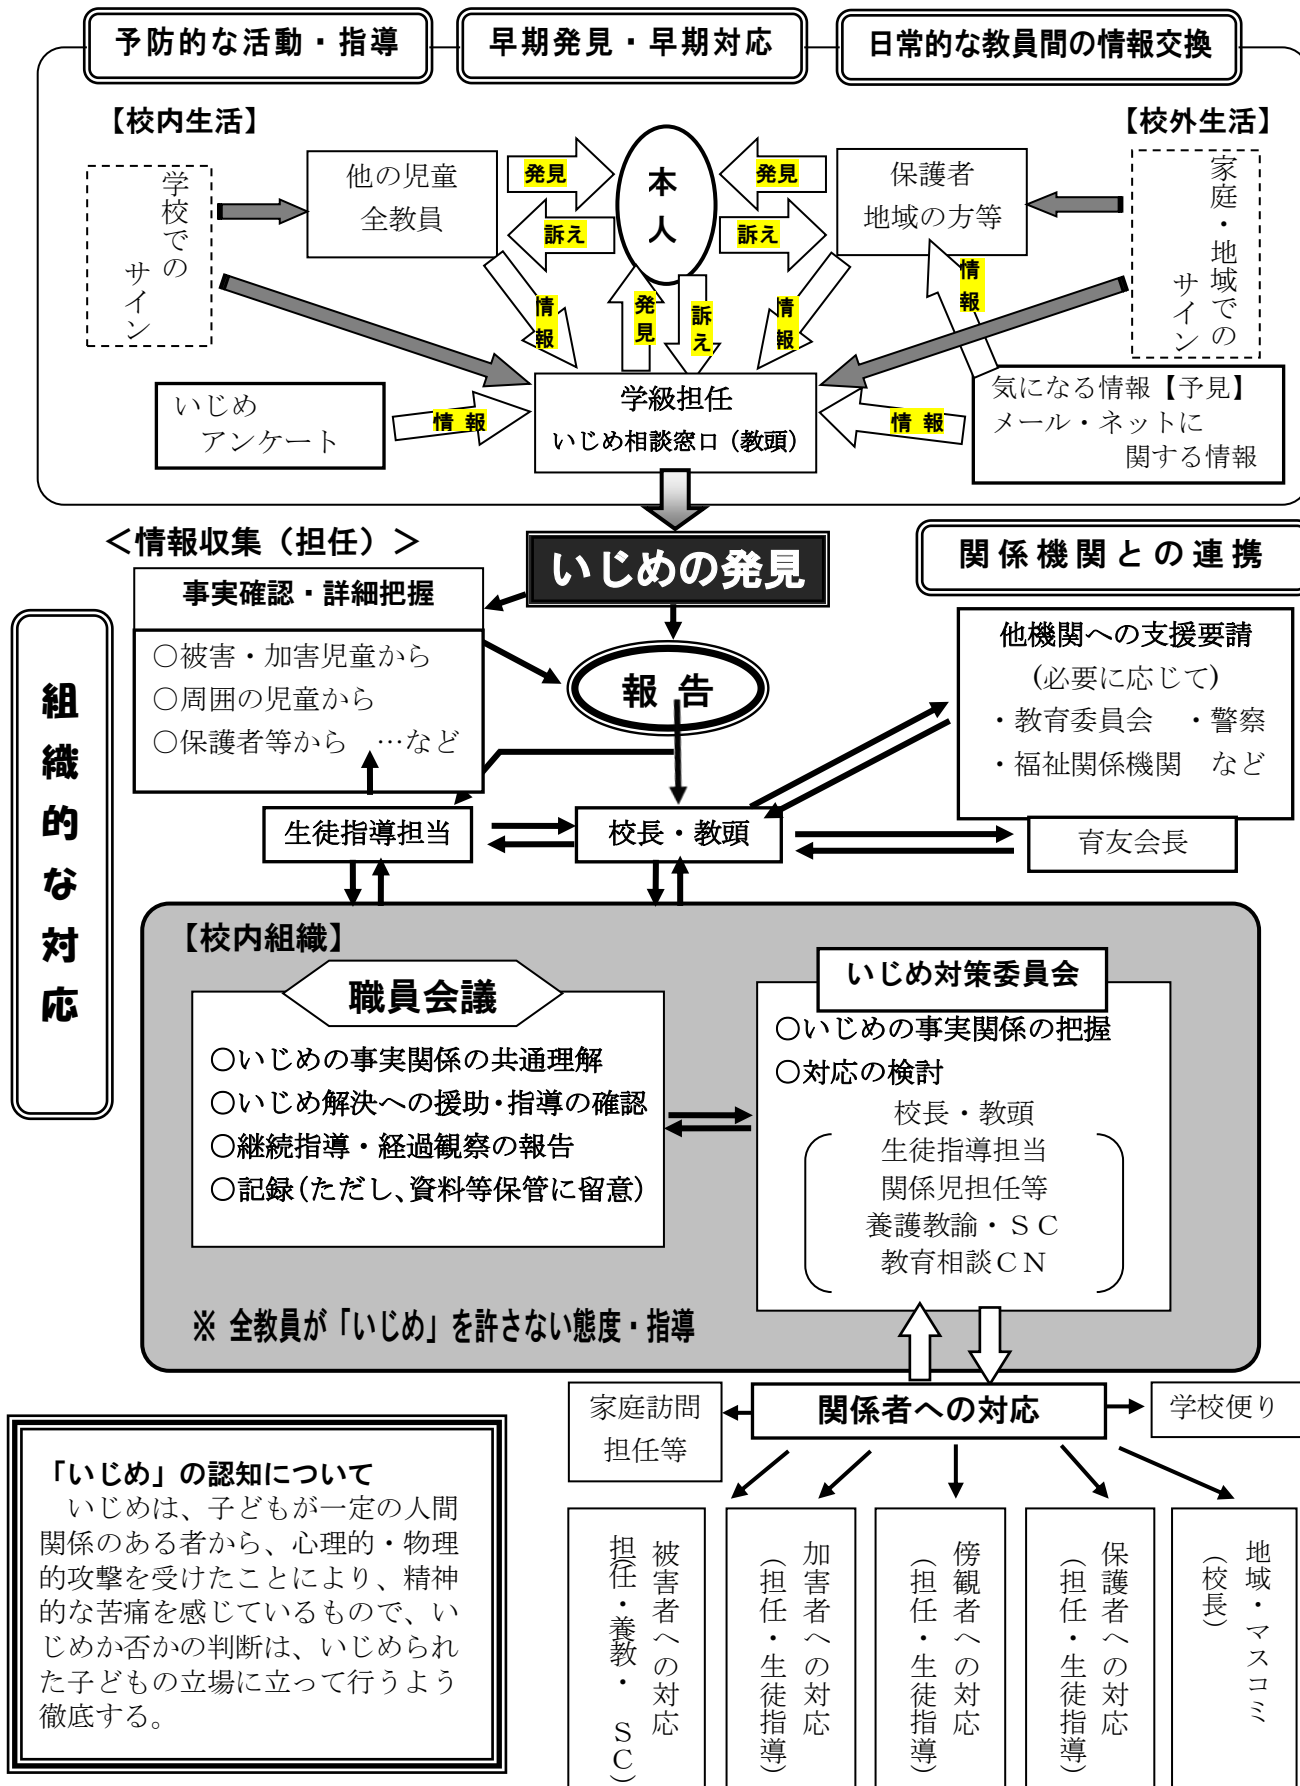 予防的な活動・指導
早期発見・早期対応
日常的な教員間の情報交換
【校内生活】
【校外生活】
学校での
サイン
他の児童
全教員
発見
訴え
本
人
発見
訴え
保護者
地域の方等
家庭・地域での
サイン
情
報
発
見
訴
え
情
報
情
報
いじめ
アンケート
情 報
学級担任
いじめ相談窓口（教頭）
情 報
気になる情報【予見】
メール・ネットに
関する情報
＜情報収集（担任）＞
いじめの発見
関係機関との連携
事実確認・詳細把握
○被害・加害児童から
○周囲の児童から
○保護者等から　…など
報 告
他機関への支援要請
(必要に応じて)
・教育委員会　・警察
・福祉関係機関　など
組織的な対応
生徒指導担当
校長・教頭
育友会長
【校内組織】
職員会議
○いじめの事実関係の共通理解
○いじめ解決への援助・指導の確認
○継続指導・経過観察の報告
○記録（ただし、資料等保管に留意）
いじめ対策委員会
○いじめの事実関係の把握
○対応の検討
校長・教頭
生徒指導担当
関係児担任等
養護教諭・ＳＣ
教育相談ＣＮ
※ 全教員が「いじめ」を許さない態度・指導
家庭訪問
担任等
関係者への対応
学校便り
「いじめ」の認知について
いじめは、子どもが一定の人間
関係のある者から、心理的・物理
的攻撃を受けたことにより、精神
的な苦痛を感じているもので、い
じめか否かの判断は、いじめられ
た子どもの立場に立って行うよう
徹底する。
被害者への対応
（担任・養教・ＳＣ）
加害者への対応
（担任・生徒指導）
傍観者への対応
（担任・生徒指導）
保護者への対応
（担任・生徒指導）
地域・マスコミ
（校長）